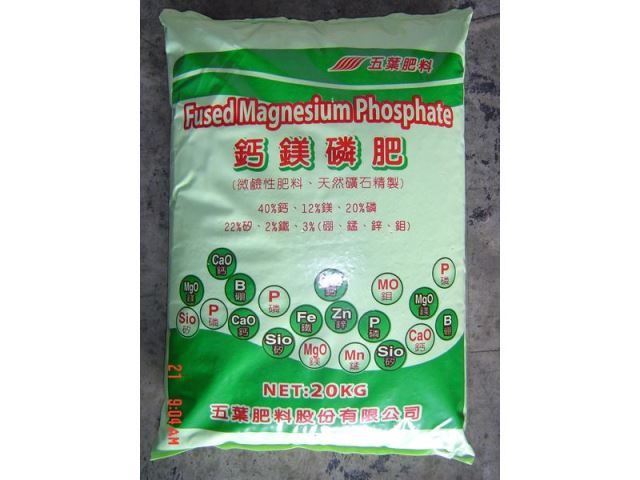 五葉肥料
Fused Magnesium Phosphate
鈣鎂磷肥
(微鹼性肥料、天然礦石精製)
40%鈣、12%鎂、20%磷
22%矽、2%鐵、3%(硼、錳、鋅、鉬)
CaO 鈣
P 磷
MgO 鎂
B 硼
P 磷
MO 鉬
MgO 鎂
Sio 矽
P 磷
CaO 鈣
Fe 鐵
Zn 鋅
P 磷
CaO 鈣
B 硼
Sio 矽
MgO 鎂
Mn 錳
Sio 矽
NET:20KG
五葉肥料股份有限公司
21 9:04AM